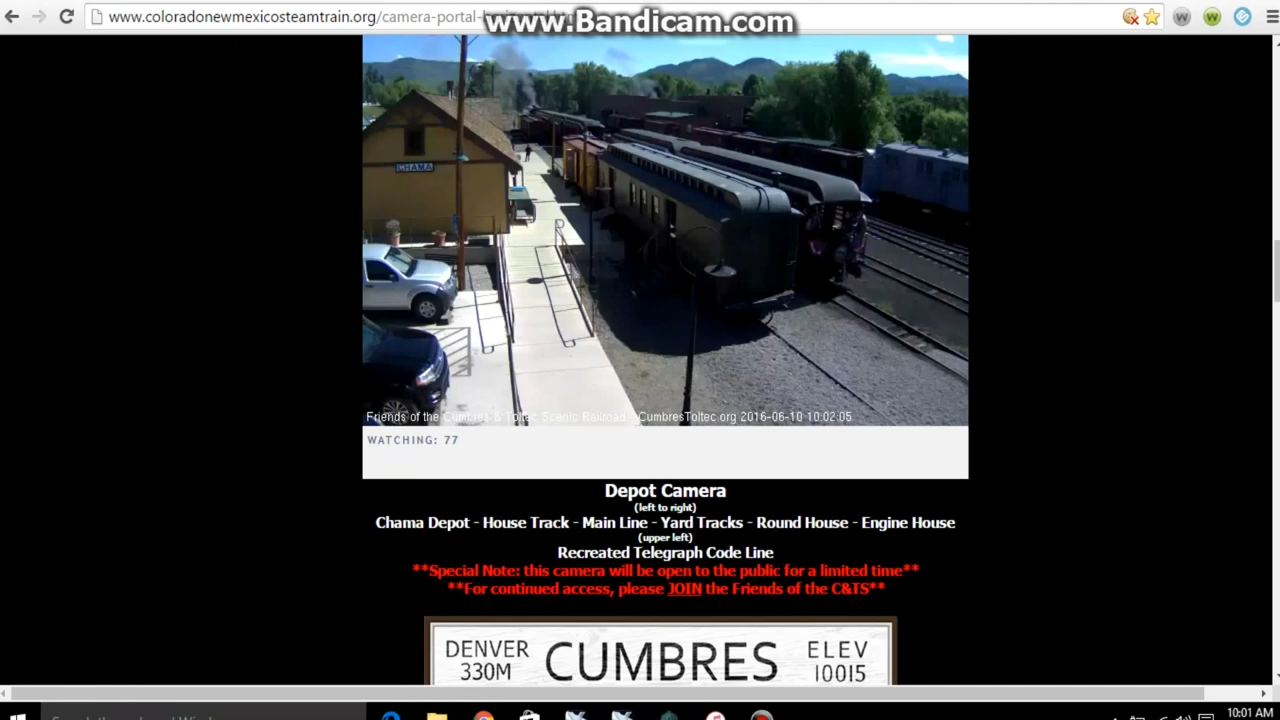 www.Bandicam.com
www.coloradonewmexicosteamtrain.org/camera-portal-
CHAMA
Friends of the Cumbres & Toltec Scenic Railroad - CumbresToltec.org 2016-06-10 10:02:05
WATCHING: 77
Depot Camera
(left to right)
Chama Depot - House Track - Main Line - Yard Tracks - Round House - Engine House
(upper left)
Recreated Telegraph Code Line
**Special Note: this camera will be open to the public for a limited time**
**For continued access, please JOIN the Friends of the C&TS**
DENVER CUMBRES ELEV
330M 10015
10:01 AM